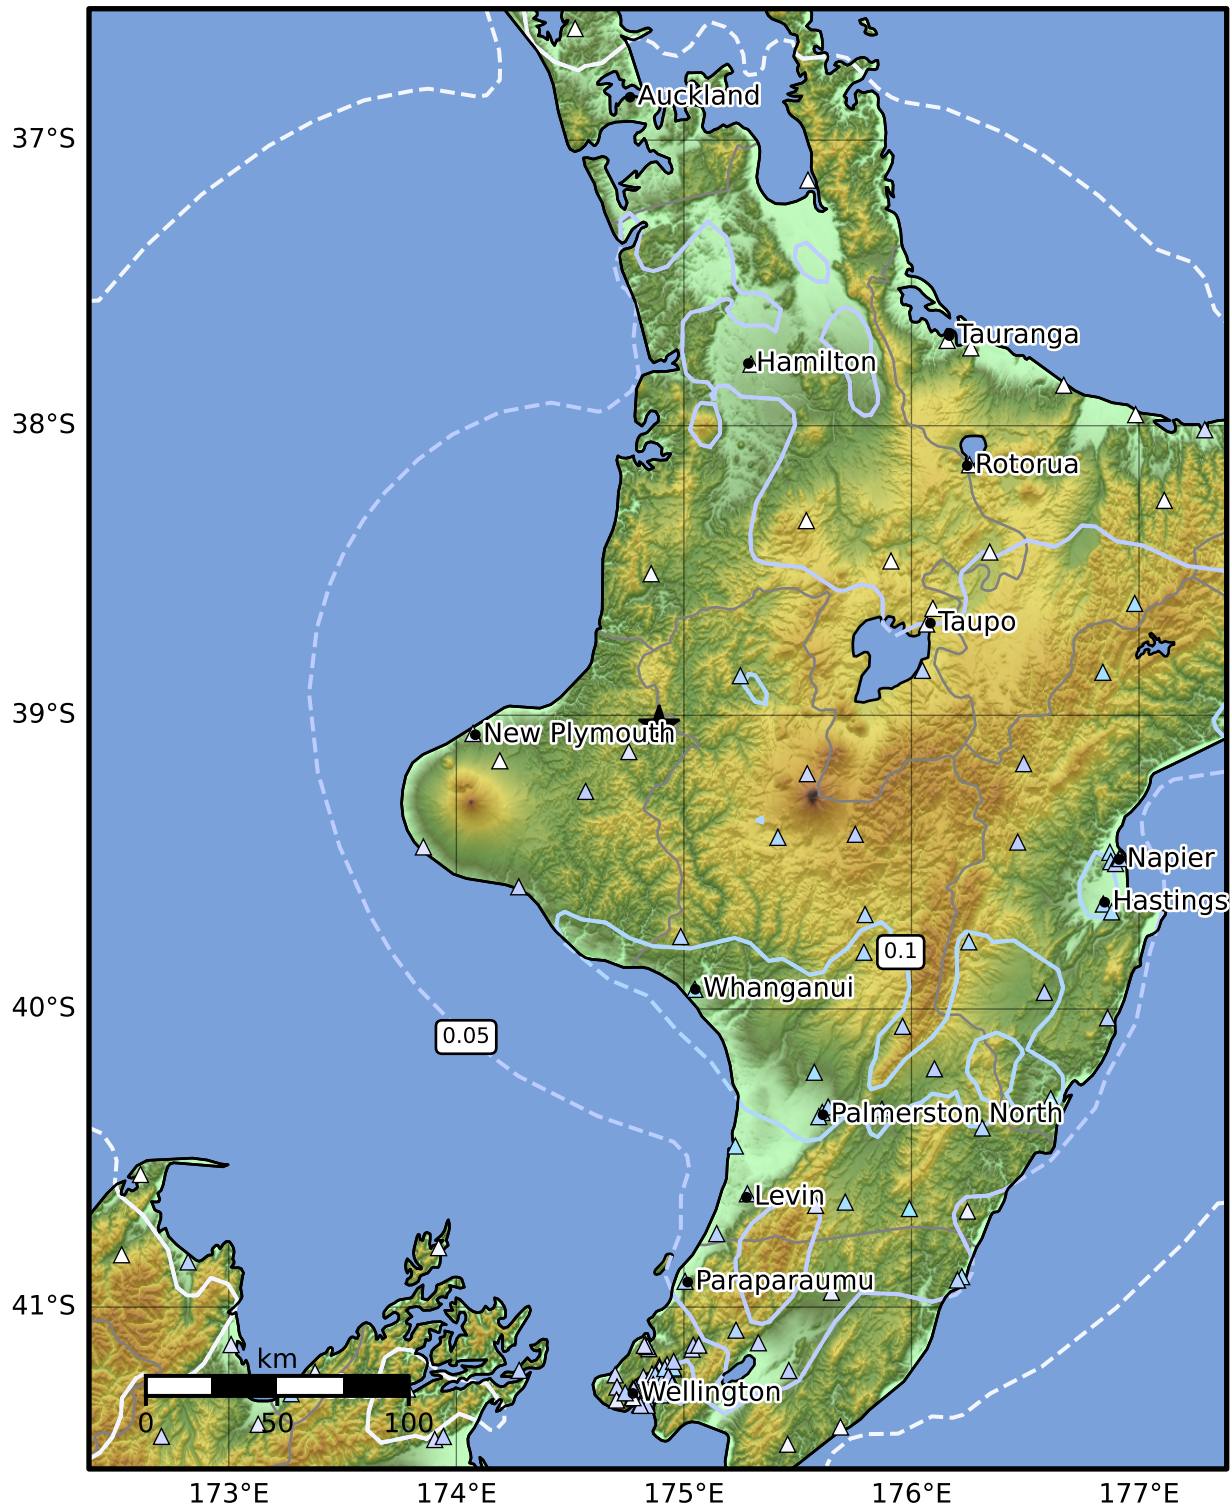 Auckland
37°S
Tauranga
Hamilton
38°S
Rotorua
Taupo
39°S
New Plymouth
Napier
Hastings
0.1
Whanganui
40°S
0.05
Palmerston North
Levin
Paraparaumu
41°S
km
Wellington
0 50 100
173°E 174°E 175°E 176°E 177°E